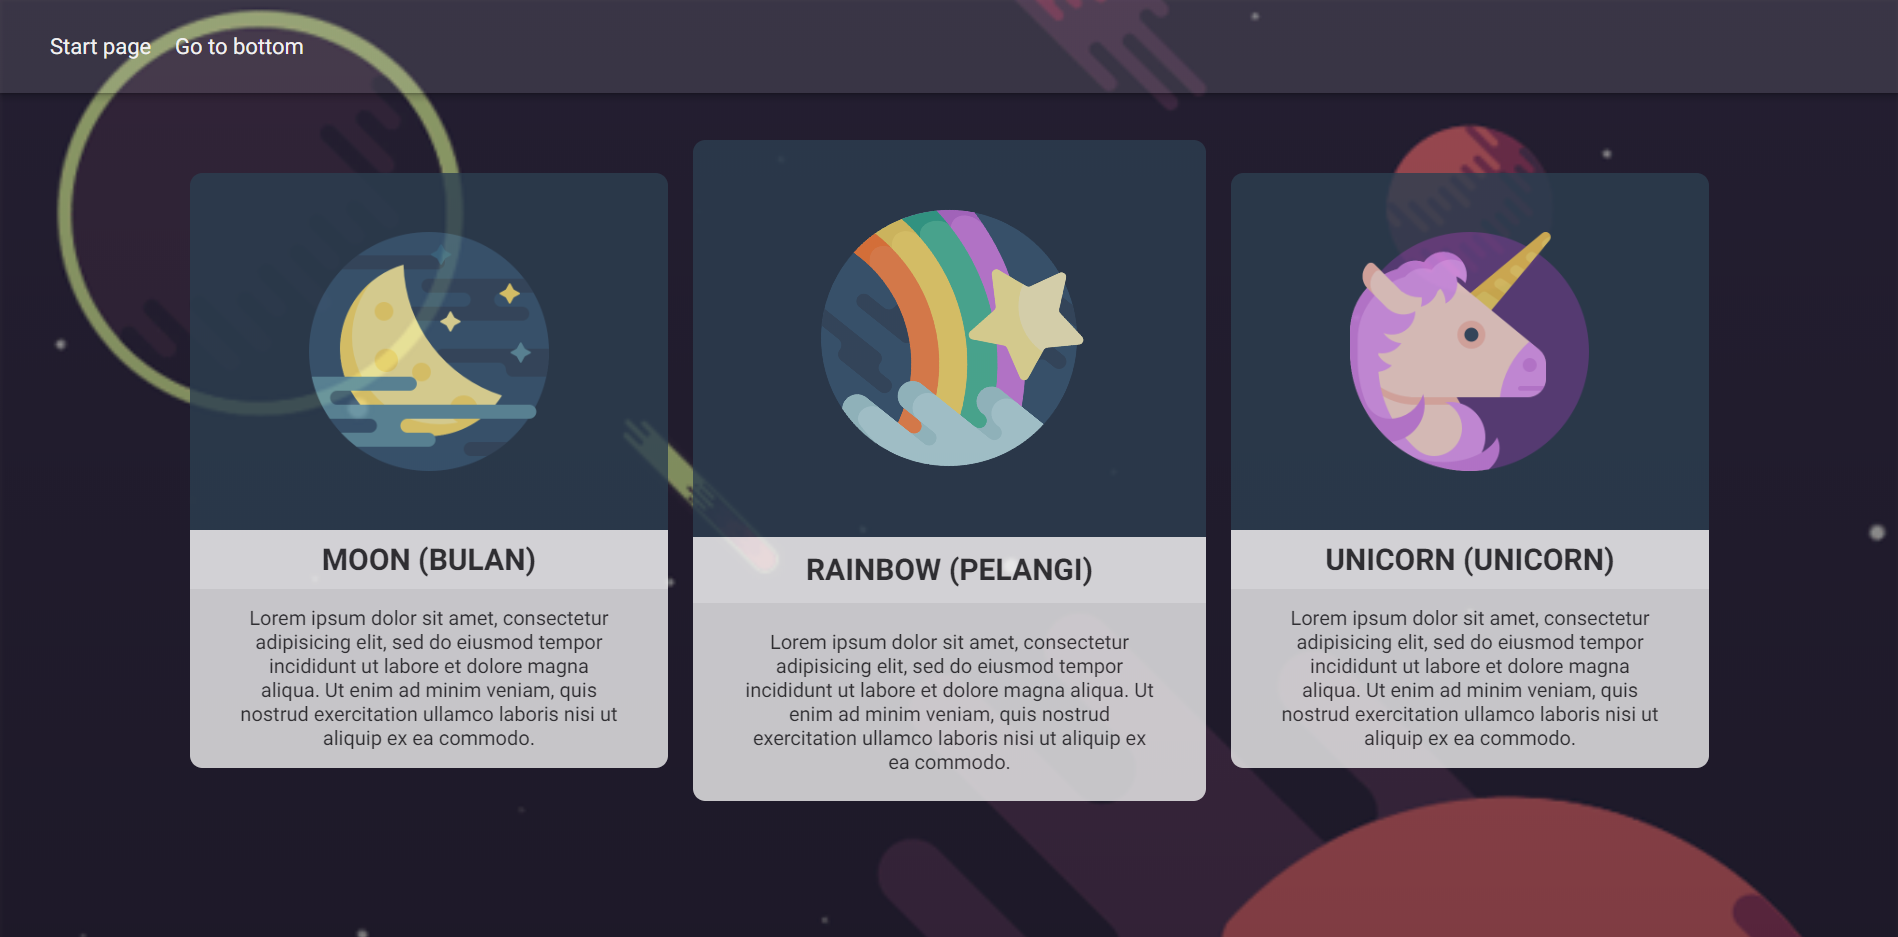 Start page Go to bottom
MOON (BULAN)
Lorem ipsum dolor sit amet, consectetur
adipisicing elit, sed do eiusmod tempor
incididunt ut labore et dolore magna
aliqua. Ut enim ad minim veniam, quis
nostrud exercitation ullamco laboris nisi ut
aliquip ex ea commodo.
RAINBOW (PELANGI)
Lorem ipsum dolor sit amet, consectetur
adipisicing elit, sed do eiusmod tempor
incididunt ut labore et dolore magna aliqua. Ut
enim ad minim veniam, quis nostrud
exercitation ullamco laboris nisi ut aliquip ex
ea commodo.
UNICORN (UNICORN)
Lorem ipsum dolor sit amet, consectetur
adipisicing elit, sed do eiusmod tempor
incididunt ut labore et dolore magna
aliqua. Ut enim ad minim veniam, quis
nostrud exercitation ullamco laboris nisi ut
aliquip ex ea commodo.